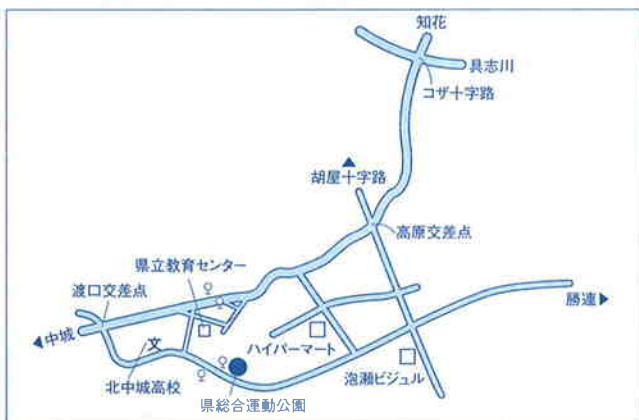 知花
具志川
コザ十字路
▲
胡屋十字路
高原交差点
県立教育センター
渡口交差点
勝連▶
◀中城
文
ハイパーマート
北中城高校
泡瀬ビジュル
県総合運動公園